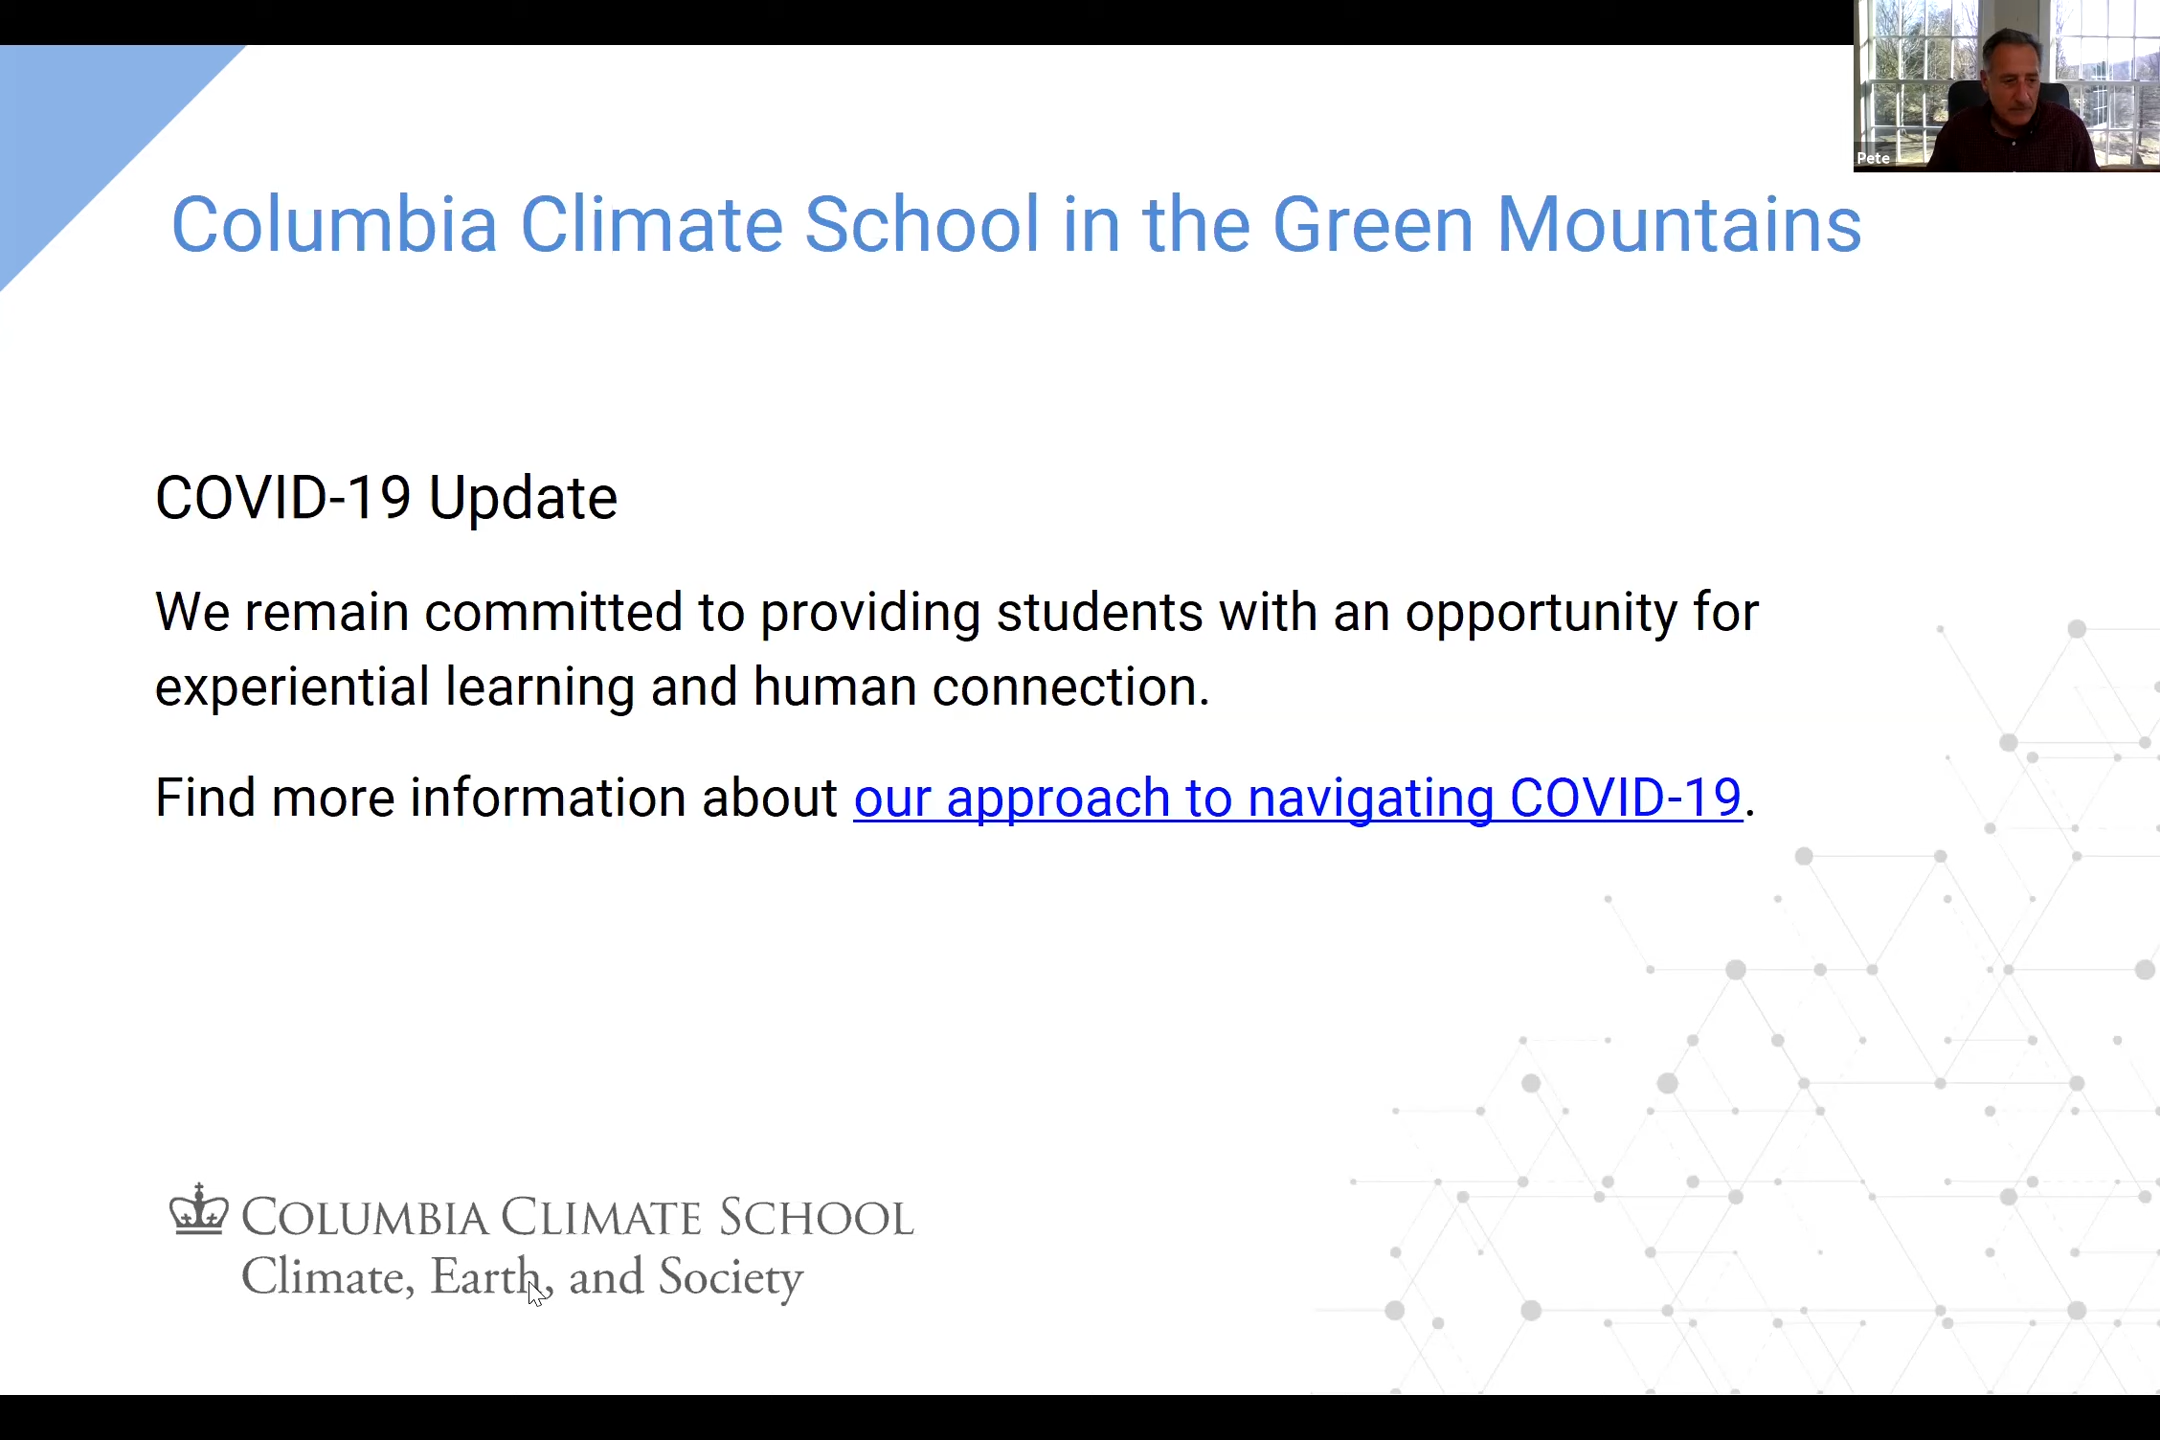 Pete
Columbia Climate School in the Green Mountains
COVID-19 Update
We remain committed to providing students with an opportunity for
experiential learning and human connection.
Find more information about our approach to navigating COVID-19.
COLUMBIA CLIMATE SCHOOL
Climate, Earth, and Society